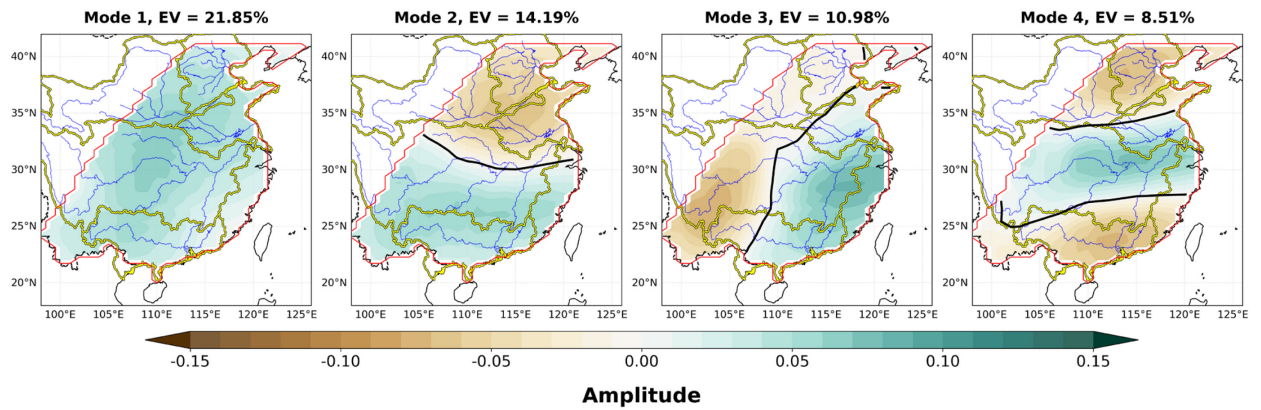 Mode 1, EV = 21.85% Mode 2, EV = 14.19% Mode 3, EV = 10.98% Mode 4, EV = 8.51%
40°N 40°N 40°N 40°N
35°N 35°N 35°N 35°N
30°N 30°N 30°N 30°N
25°N 25°N 25°N 25°N
20°N 20°N 20°N 20°N
100°E 105°E 110°E 115°E 120°E 125°E 100°E 105°E 110°E 115°E 120°E 125°E 100°E 105°E 110°E 115°E 120°E 125°E 100°E 105°E 110°E 115°E 120°E 125°E
-0.15 -0.10 -0.05 0.00 0.05 0.10 0.15
Amplitude